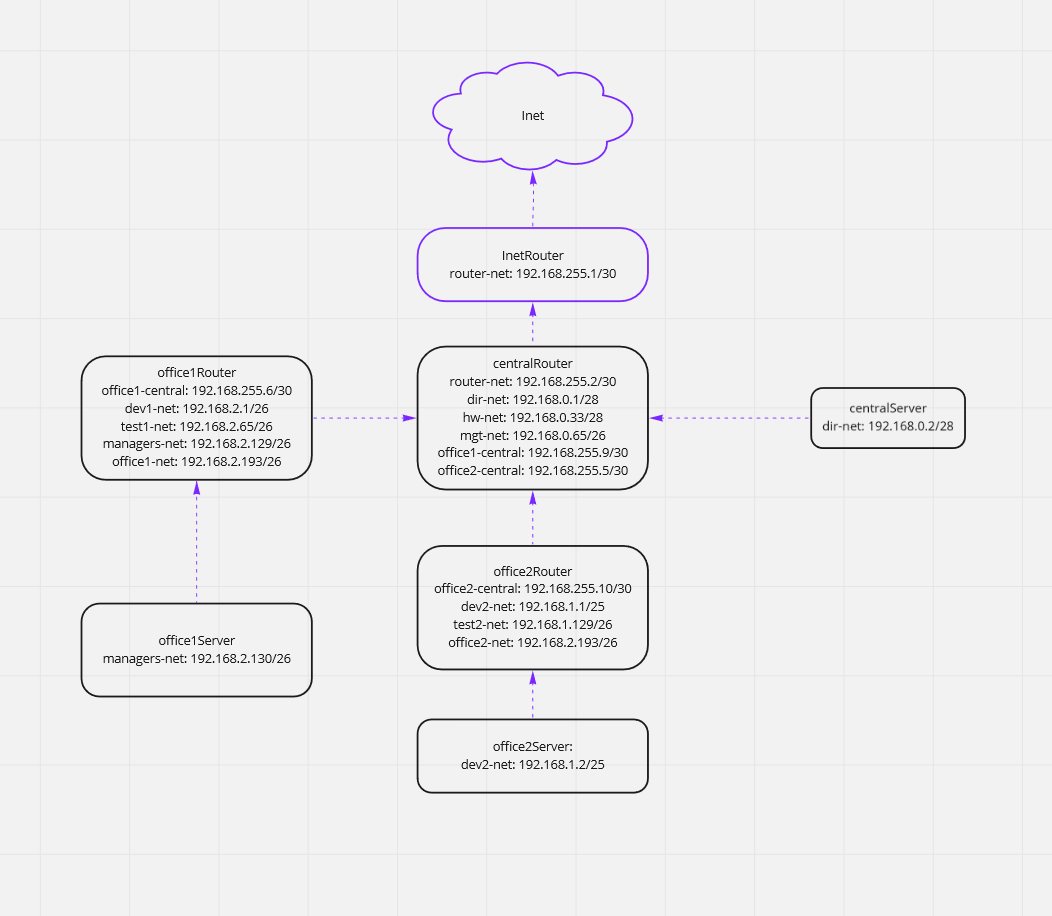 Inet
InetRouter
router-net: 192.168.255.1/30
office1Router
office1-central: 192.168.255.6/30
dev1-net: 192.168.2.1/26
test1-net: 192.168.2.65/26
managers-net: 192.168.2.129/26
office1-net: 192.168.2.193/26
centralRouter
router-net: 192.168.255.2/30
dir-net: 192.168.0.1/28
hw-net: 192.168.0.33/28
mgt-net: 192.168.0.65/26
office1-central: 192.168.255.9/30
office2-central: 192.168.255.5/30
centralServer
dir-net: 192.168.0.2/28
office1Server
managers-net: 192.168.2.130/26
office2Router
office2-central: 192.168.255.10/30
dev2-net: 192.168.1.1/25
test2-net: 192.168.1.129/26
office2-net: 192.168.2.193/26
office2Server:
dev2-net: 192.168.1.2/25